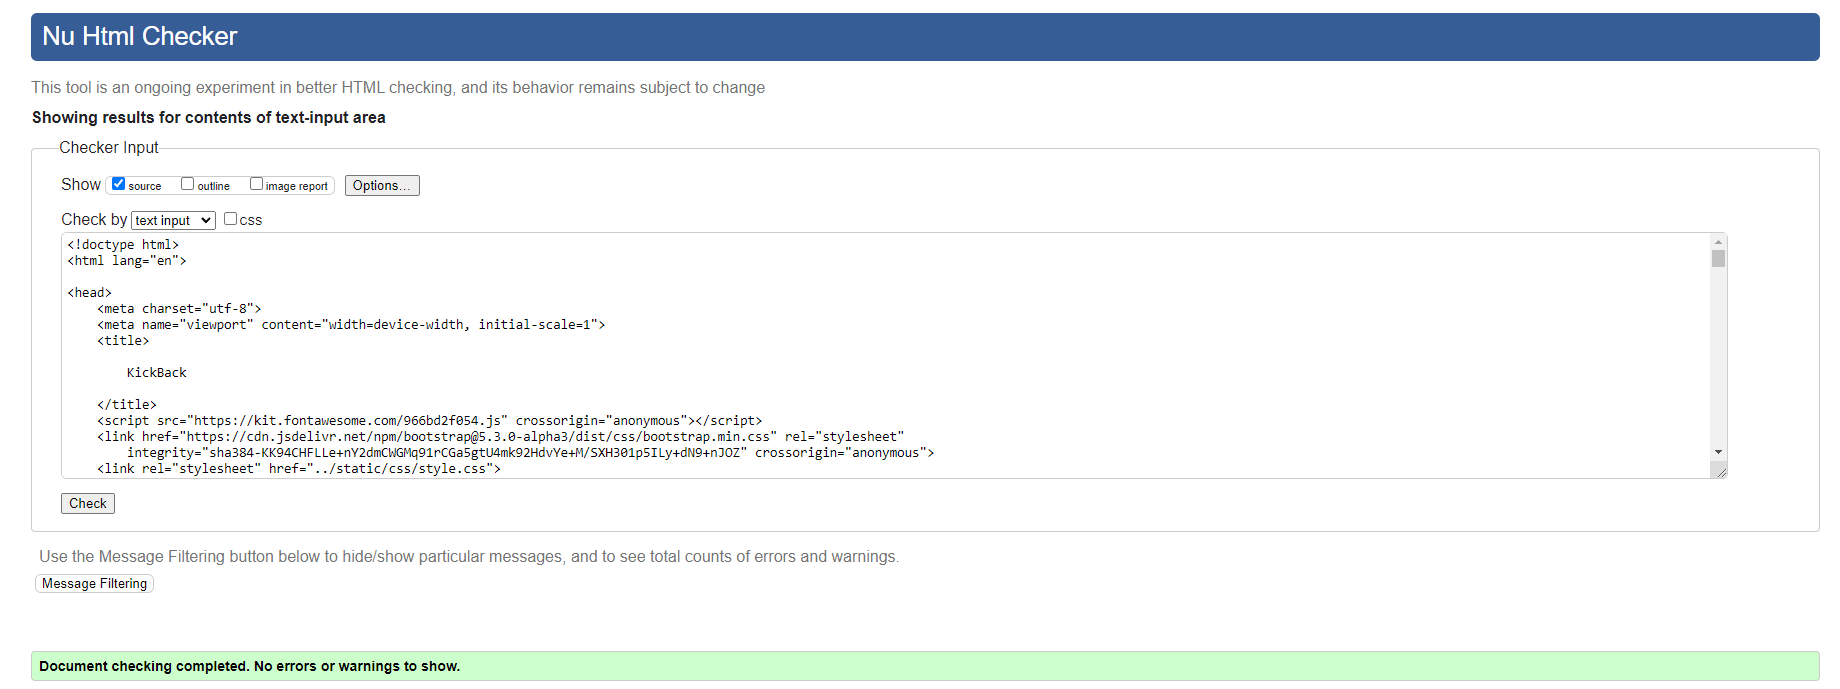 Nu Html Checker
This tool is an ongoing experiment in better HTML checking, and its behavior remains subject to change
Showing results for contents of text-input area
Checker Input
Show source outline image report Options...
Check by text input css
<!doctype html>
<html lang="en">
<head>
<meta charset="utf-8">
<meta name="viewport" content="width=device-width, initial-scale=1">
<title>
KickBack
</title>
<script src="https://kit.fontawesome.com/966bd2f054.js" crossorigin="anonymous"></script>
<link href="https://cdn.jsdelivr.net/npm/bootstrap@5.3.0-alpha3/dist/css/bootstrap.min.css" rel="stylesheet"
integrity="sha384-KK94CHFLLe+nY2dmCWGMq91rCGa5gtU4mk92HdvYe+M/SXH301p5ILy+dN9+nJOZ" crossorigin="anonymous">
<link rel="stylesheet" href="../static/css/style.css">
Check
Use the Message Filtering button below to hide/show particular messages, and to see total counts of errors and warnings.
Message Filtering
Document checking completed. No errors or warnings to show.